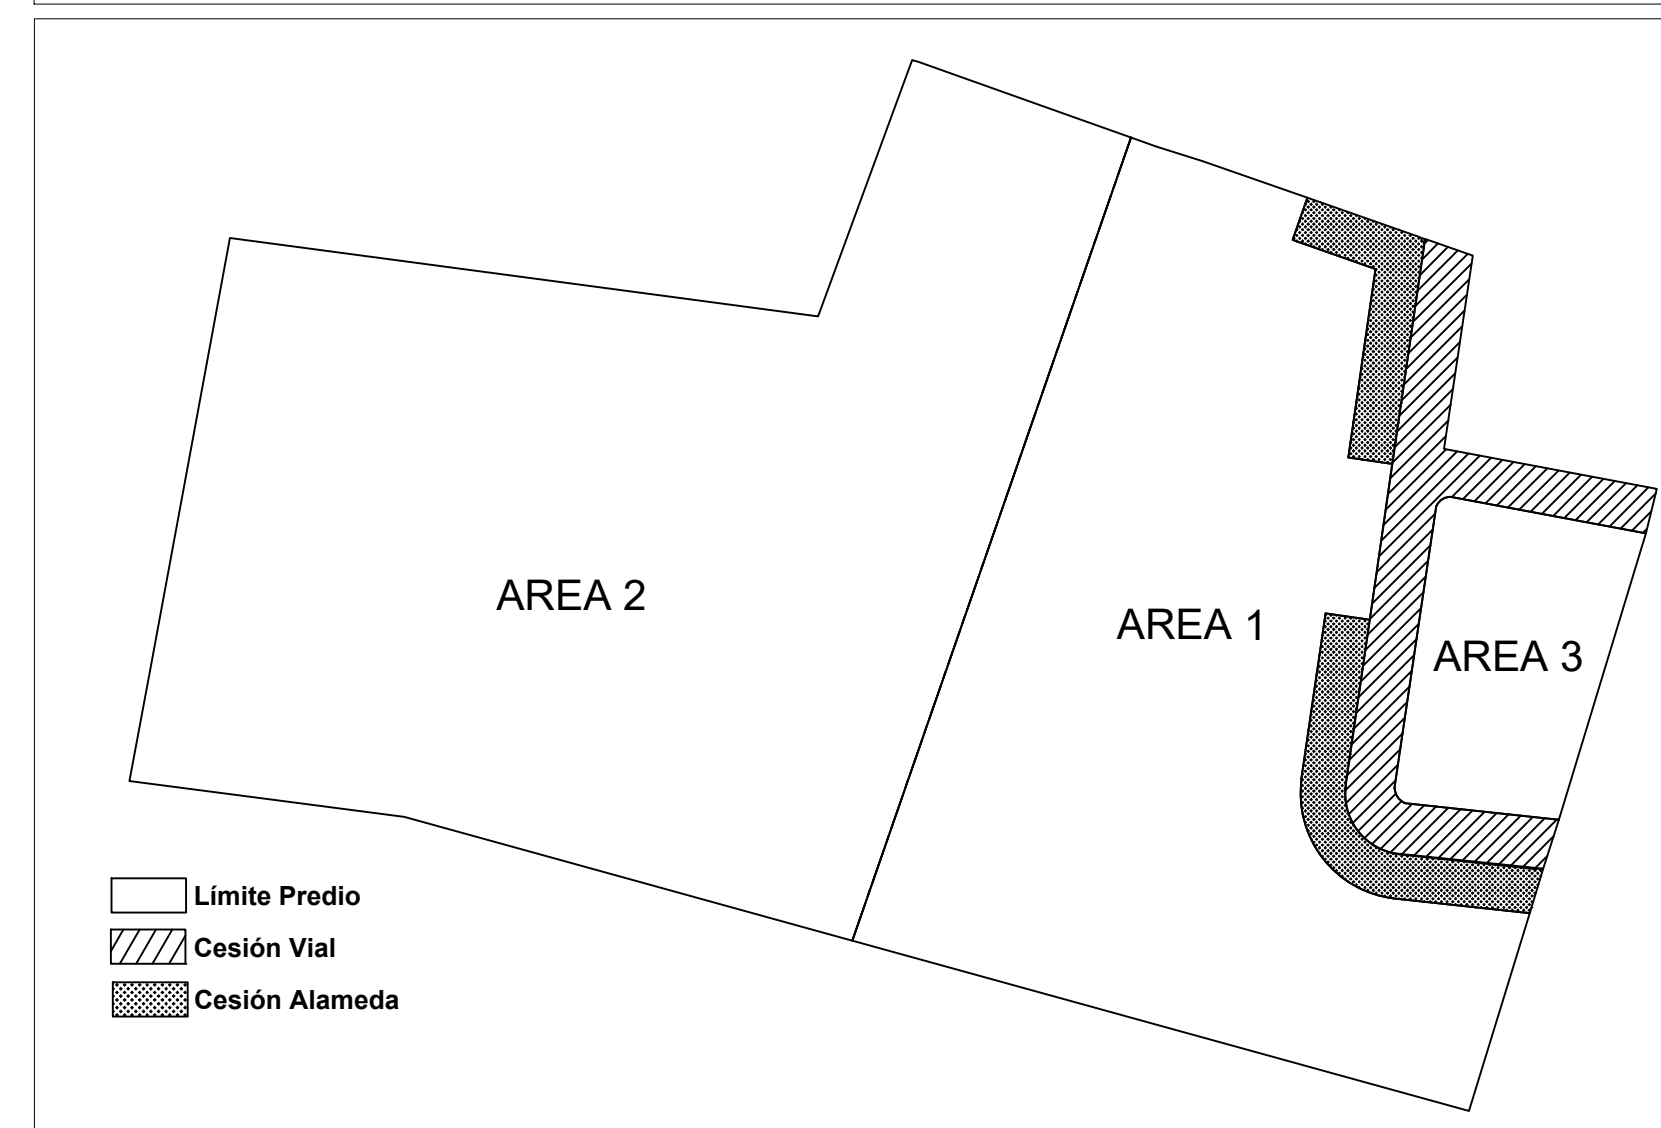 AREA 2
AREA 1
AREA 3
Límite Predio
Cesión Vial
Cesión Alameda